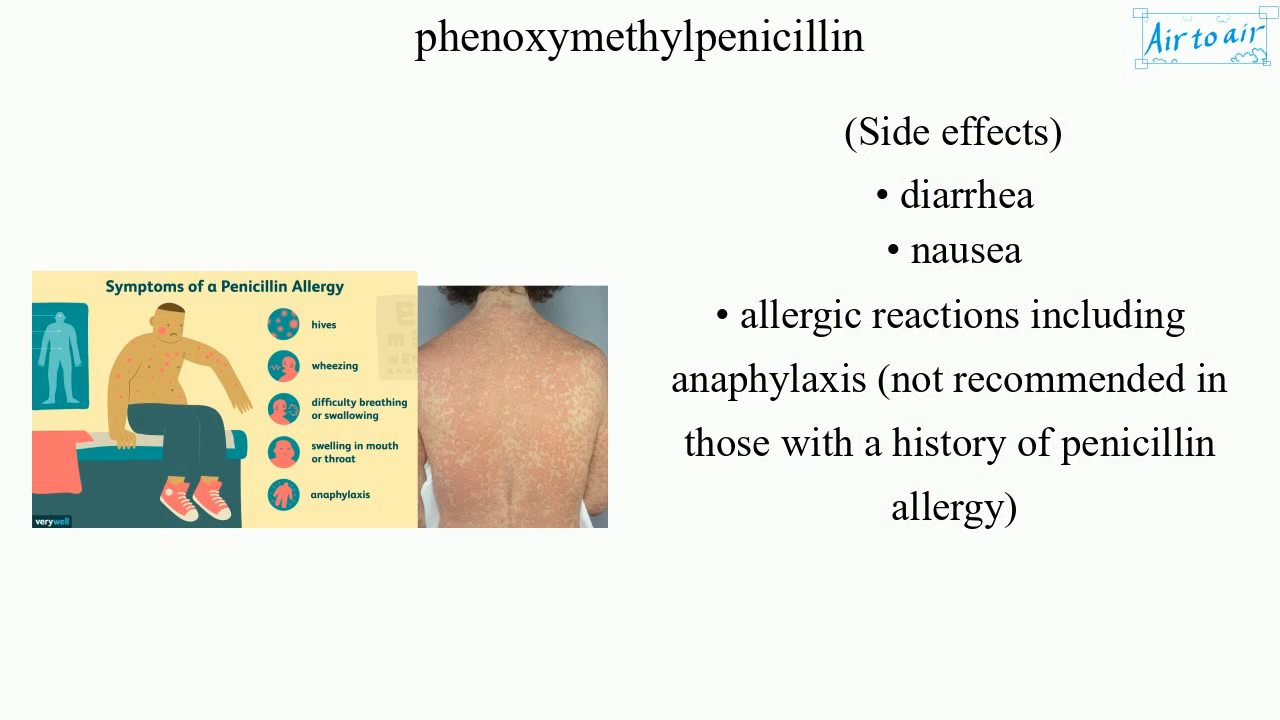 phenoxymethylpenicillin
Air to air
(Side effects)
• diarrhea
• nausea
• allergic reactions including
anaphylaxis (not recommended in
those with a history of penicillin
allergy)
Symptoms of a Penicillin Allergy
hives
wheezing
difficulty breathing
or swallowing
swelling in mouth
or throat
anaphylaxis
verywell